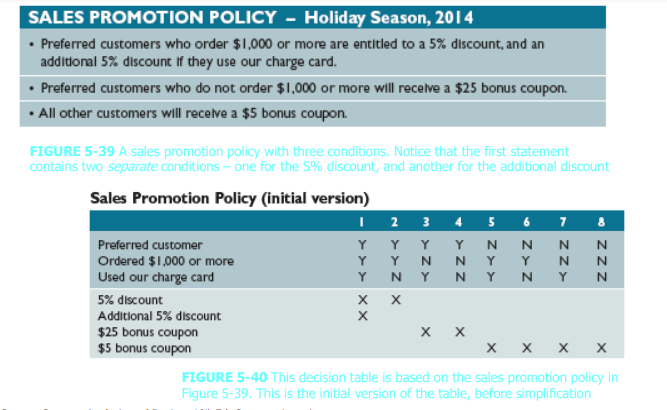 SALES PROMOTION POLICY – Holiday Season, 2014
• Preferred customers who order $1,000 or more are entitled to a 5% discount, and an
additional 5% discount if they use our charge card.
• Preferred customers who do not order $1,000 or more will receive a $25 bonus coupon.
• All other customers will receive a $5 bonus coupon.
FIGURE 5-39 A sales promotion policy with three conditions. Notice that the first statement
contains two separate conditions – one for the 5% discount, and another for the additional discount
Sales Promotion Policy (initial version)
1 2 3 4 5 6 7 8
Preferred customer Y Y Y Y N N N N
Ordered $1,000 or more Y Y N N Y Y N N
Used our charge card Y N Y N Y N Y N
5% discount X X
Additional 5% discount X
$25 bonus coupon X X
$5 bonus coupon X X X X
FIGURE 5-40 This decision table is based on the sales promotion policy in
Figure 5-39. This is the initial version of the table, before simplification